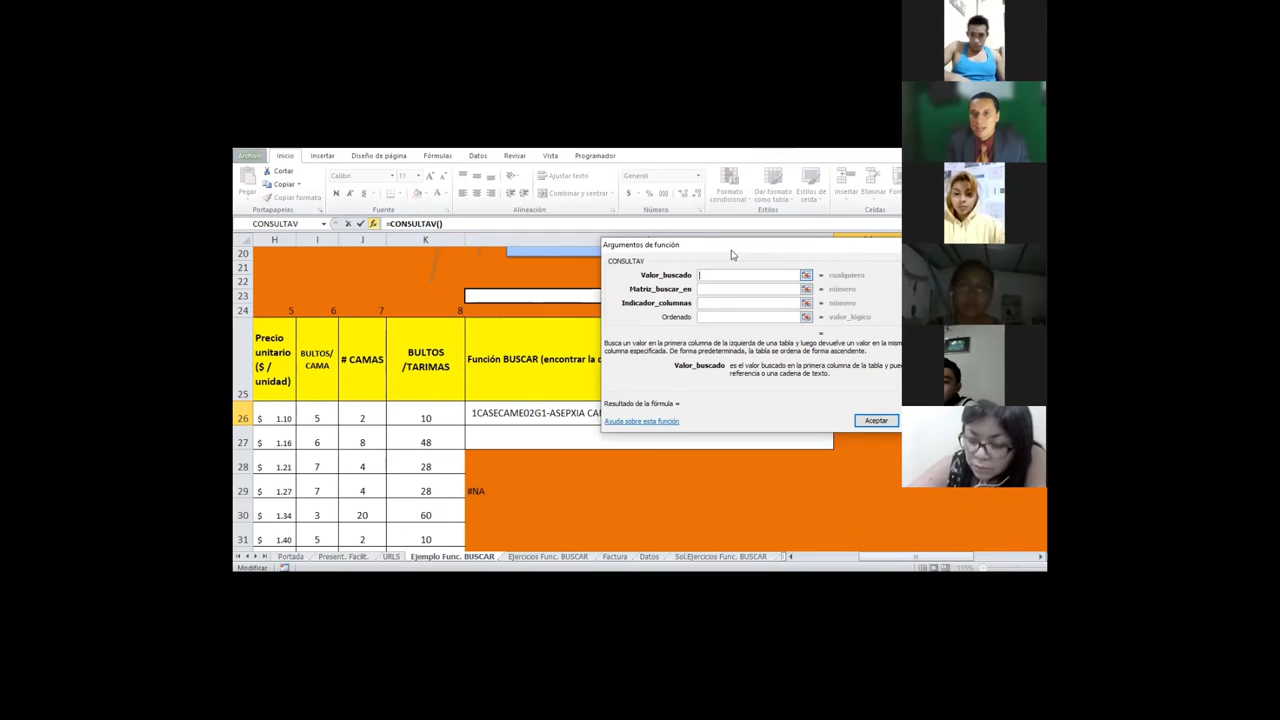 Archivo Inicio Insertar Diseño de página Fórmulas Datos Revisar Vista Programador
Pegar
Cortar
Copiar
Copiar formato
Portapapeles
Calibri 11
N K S
Fuente
Ajustar texto
Combinar y centrar
Alineación
General
$ % 000
Número
Formato condicional
Dar formato como tabla
Estilos de celda
Estilos
Insertar Eliminar
Celdas
CONSULTAV =CONSULTAV()
H I J K
20
21
22
23
24 5 6 7 8
25 Precio unitario ($ / unidad) BULTOS/ CAMA # CAMAS BULTOS /TARIMAS Función BUSCAR (encontrar la
26 $ 1.10 5 2 10 1CASECAME02G1-ASEPXIA
27 $ 1.16 6 8 48
28 $ 1.21 7 4 28
29 $ 1.27 7 4 28 #NA
30 $ 1.34 3 20 60
31 $ 1.40 5 2 10
Argumentos de función
CONSULTAV
Valor_buscado = cualquiera
Matriz_buscar_en = número
Indicador_columnas = número
Ordenado = valor_lógico
=
Busca un valor en la primera columna de la izquierda de una tabla y luego devuelve un valor en la
columna especificada. De forma predeterminada, la tabla se ordena de forma ascendente.
Valor_buscado es el valor buscado en la primera columna de la tabla y
referencia o una cadena de texto.
Resultado de la fórmula =
Ayuda sobre esta función
Aceptar
Portada Present. Facilit. URLS Ejemplo Func. BUSCAR Ejercicios Func. BUSCAR Factura Datos Sol.Ejercicios Func. BUSCAR
Modificar 115%